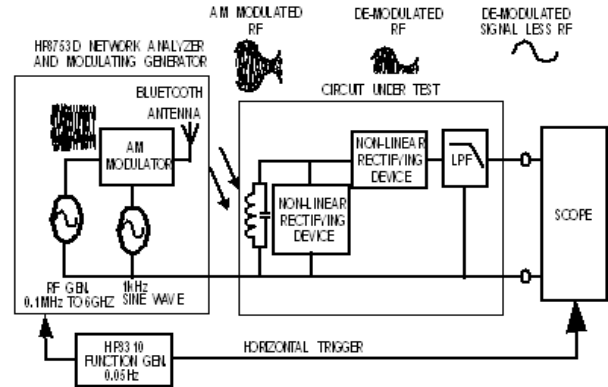 AM MODULATED
RF
DE-MODULATED
RF
DE-MODULATED
SIGNAL LESS RF
HP8753D NETWORK ANALYZER
AND MODULATING GENERATOR
BLUETOOTH
ANTENNA
CIRCUIT UNDER TEST
AM
MODULATOR
NON-LINEAR
RECTIFYING
DEVICE
LPF
NON-LINEAR
RECTIFYING
DEVICE
SCOPE
RF GEN.
0.1MHz TO 6GHZ
1kHz
SINE WAVE
HP3310
FUNCTION GEN.
0.05Hz
HORIZONTAL TRIGGER